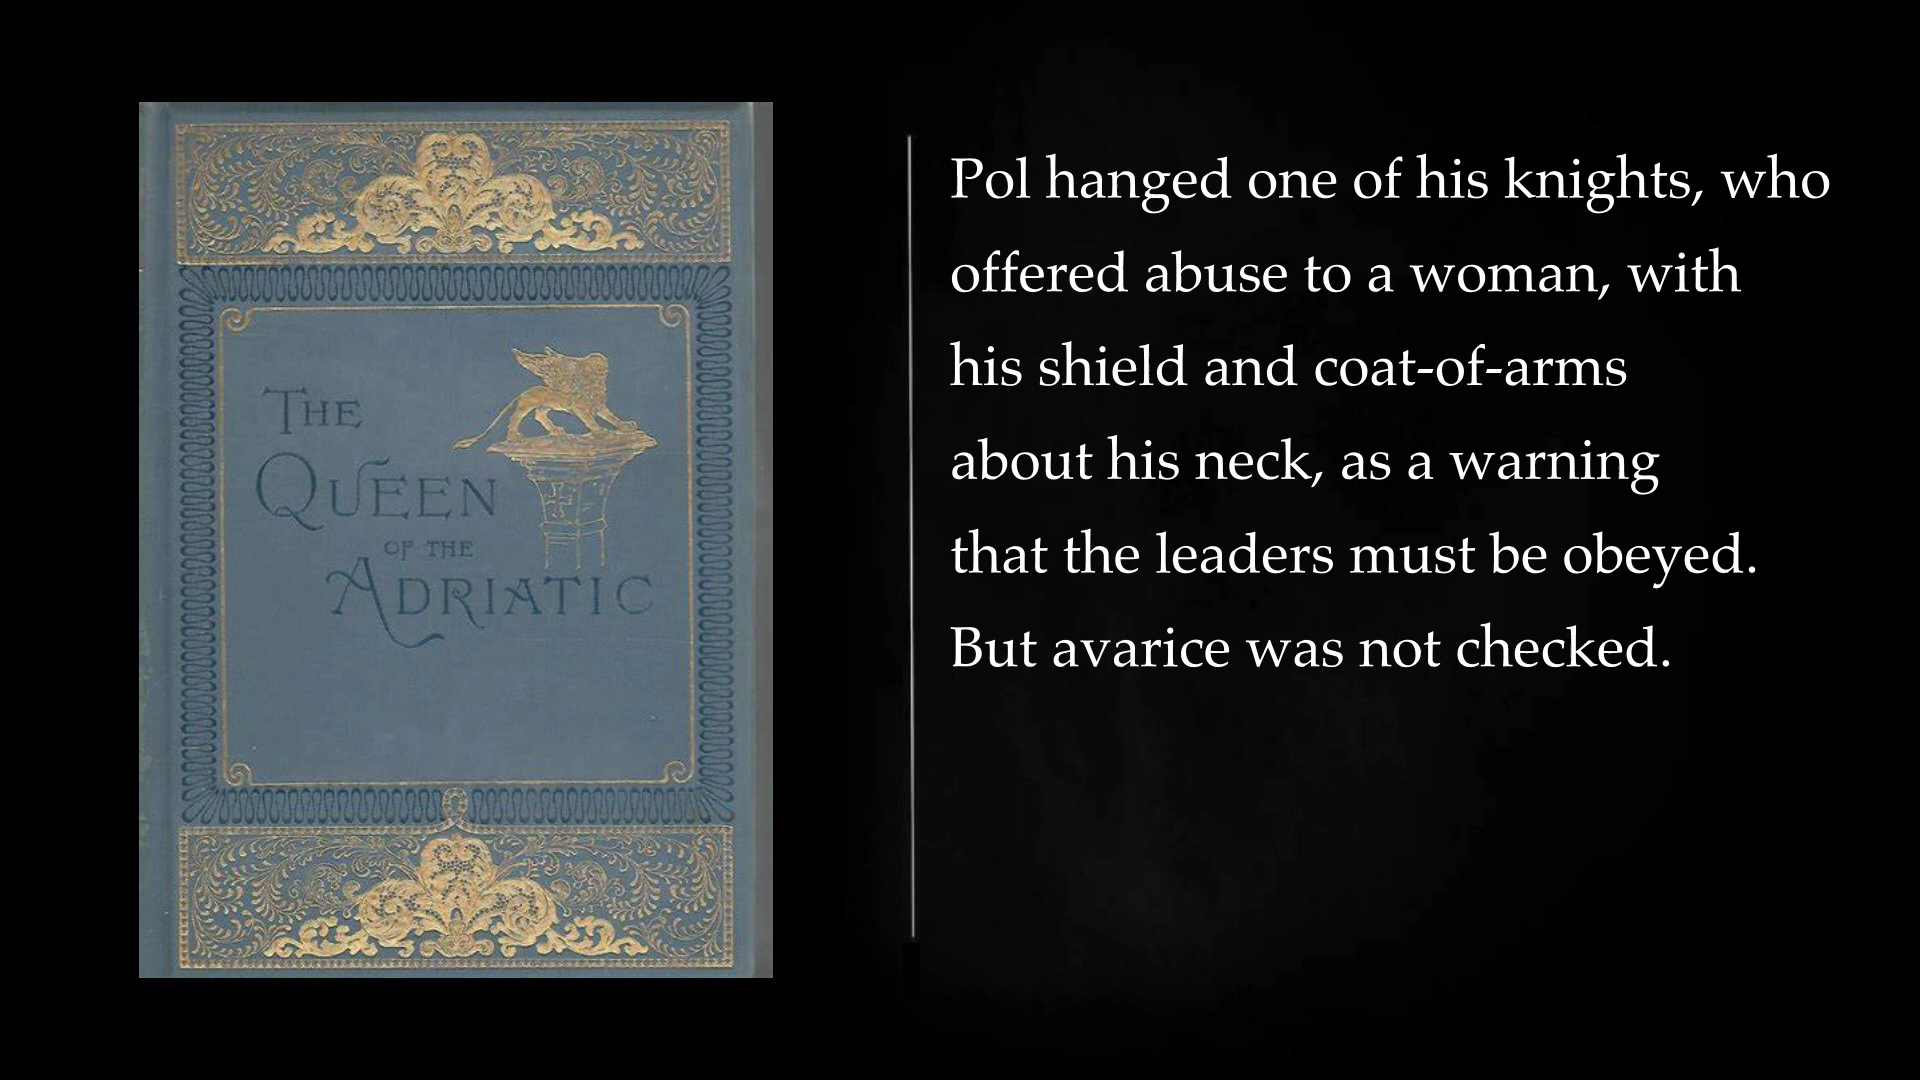 THE
QUEEN
OF THE
ADRIATIC
Pol hanged one of his knights, who
offered abuse to a woman, with
his shield and coat-of-arms
about his neck, as a warning
that the leaders must be obeyed.
But avarice was not checked.